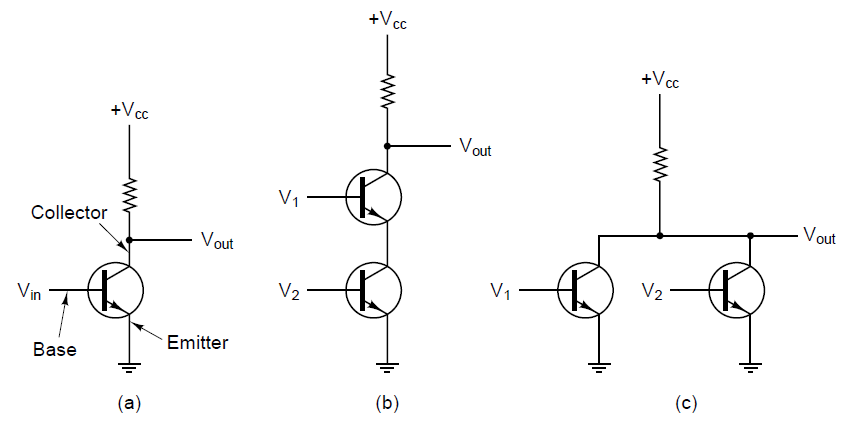 +Vcc
Collector
Vout
Vin
Base
Emitter
(a)
+Vcc
Vout
V1
V2
(b)
+Vcc
Vout
V1
V2
(c)